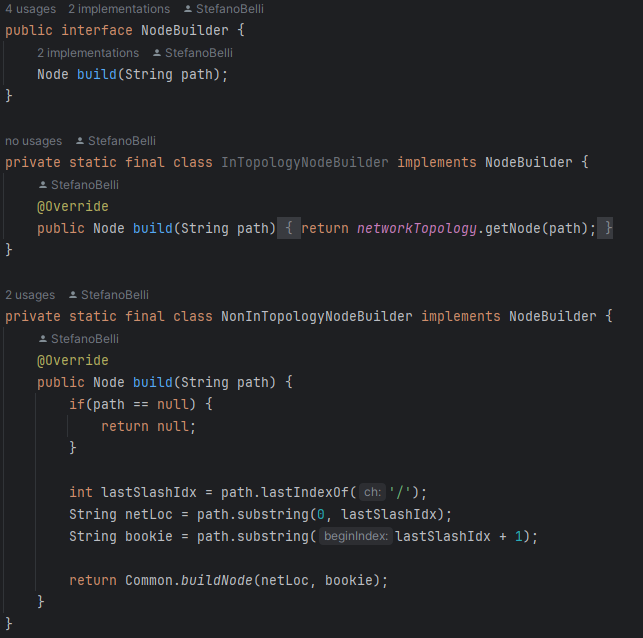 4 usages 2 implementations StefanoBelli
public interface NodeBuilder {
2 implementations StefanoBelli
Node build(String path);
}
no usages StefanoBelli
private static final class InTopologyNodeBuilder implements NodeBuilder {
StefanoBelli
@Override
public Node build(String path) { return networkTopology.getNode(path); }
}
2 usages StefanoBelli
private static final class NonInTopologyNodeBuilder implements NodeBuilder {
StefanoBelli
@Override
public Node build(String path) {
if(path == null) {
return null;
}
int lastSlashIdx = path.lastIndexOf( ch: '/');
String netLoc = path.substring(0, lastSlashIdx);
String bookie = path.substring( beginIndex: lastSlashIdx + 1);
return Common.buildNode(netLoc, bookie);
}
}